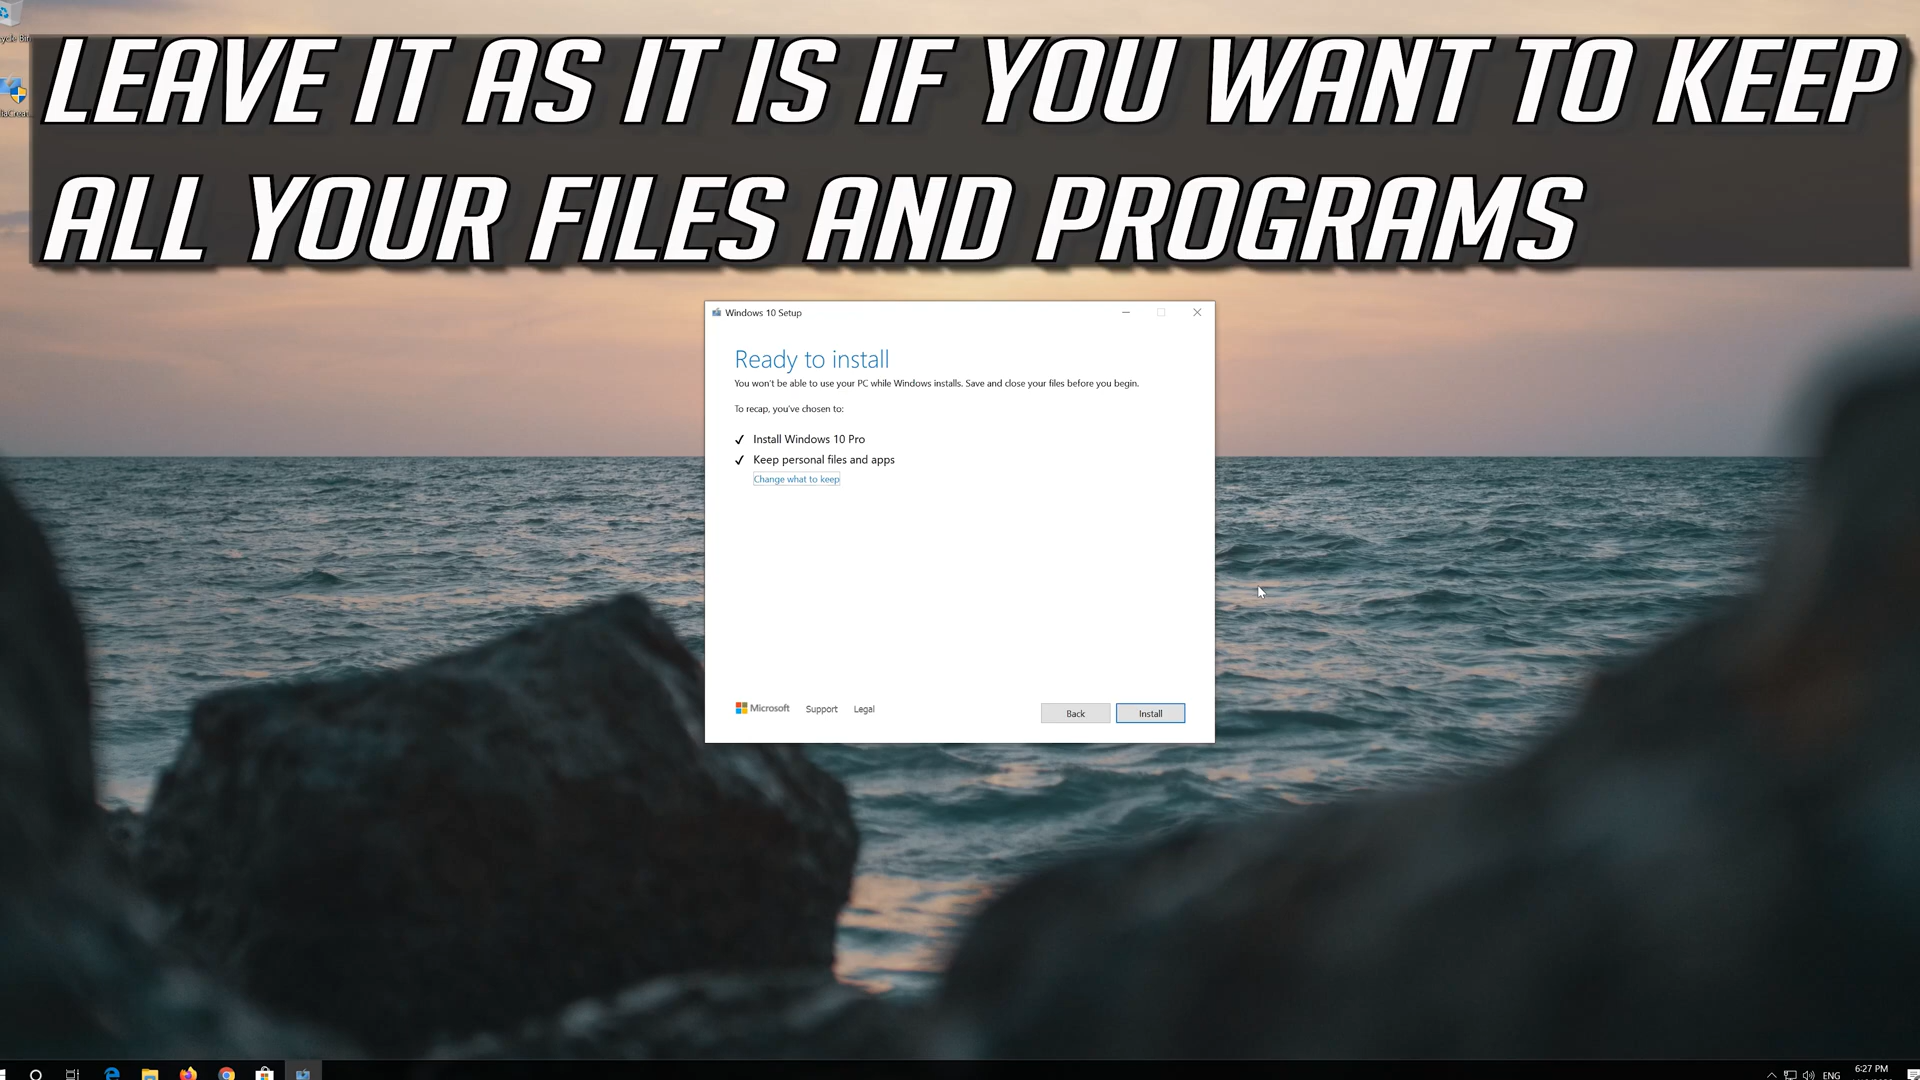 LEAVE IT AS IT IS IF YOU WANT TO KEEP
ALL YOUR FILES AND PROGRAMS
Windows 10 Setup
Ready to install
You won't be able to use your PC while Windows installs. Save and close your files before you begin.
To recap, you've chosen to:
✓ Install Windows 10 Pro
✓ Keep personal files and apps
Change what to keep
Microsoft Support Legal
Back Install
ENG
6:27 PM